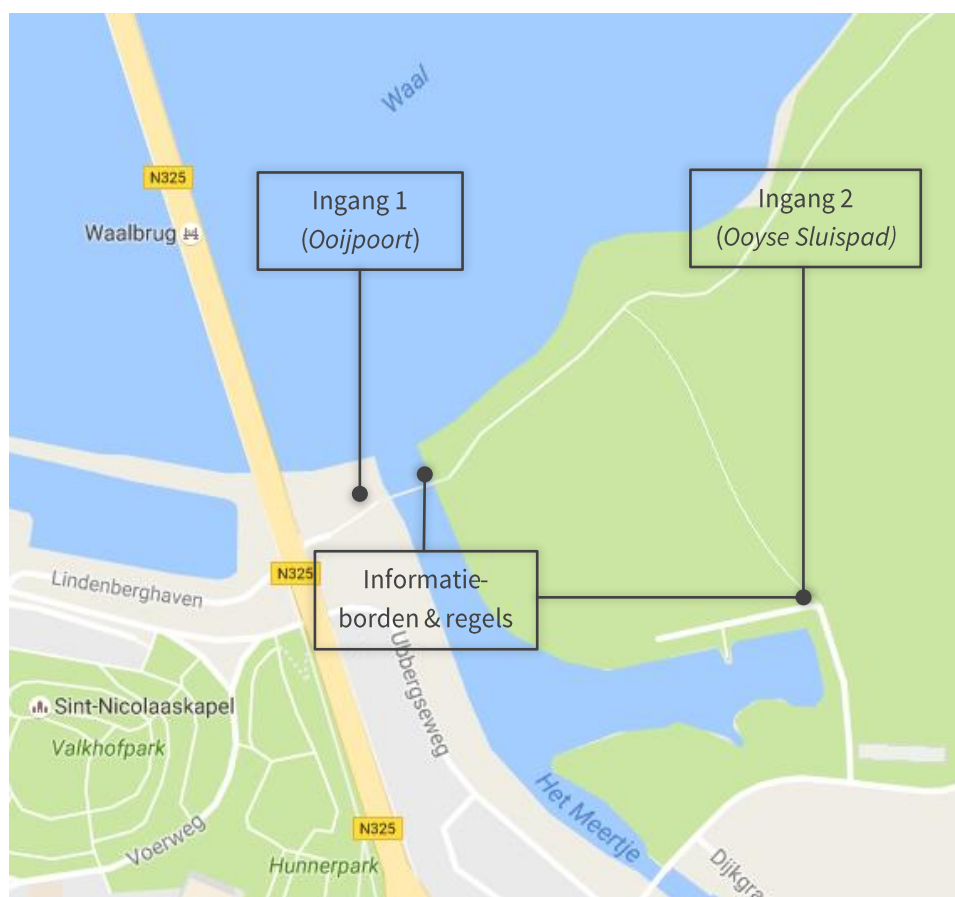 Waal
N325
Waalbrug
Ingang 1
(Ooijpoort)
Ingang 2
(Ooyse Sluispad)
N325
Informatie-
borden & regels
Lindenberghaven
Ubbergseweg
Sint-Nicolaaskapel
Valkhofpark
Het Meertje
Voerweg
N325
Hunnerpark
Dijkgra